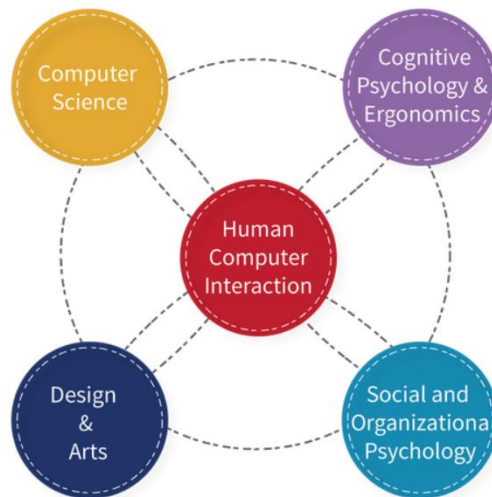 Computer
Science
Cognitive
Psychology &
Ergonomics
Human
Computer
Interaction
Design
&
Arts
Social and
Organizationa
Psychology